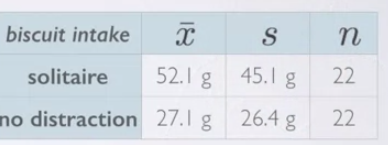 biscuit intake x̄ s n
solitaire 52.1 g 45.1 g 22
no distraction 27.1 g 26.4 g 22